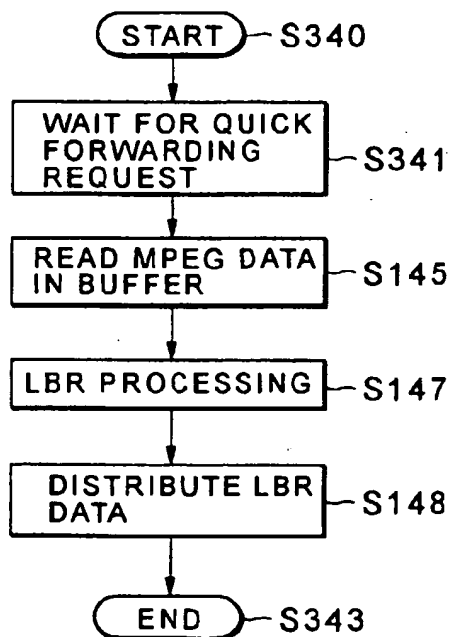 START S340
WAIT FOR QUICK
FORWARDING
REQUEST S341
READ MPEG DATA
IN BUFFER S145
LBR PROCESSING S147
DISTRIBUTE LBR
DATA S148
END S343